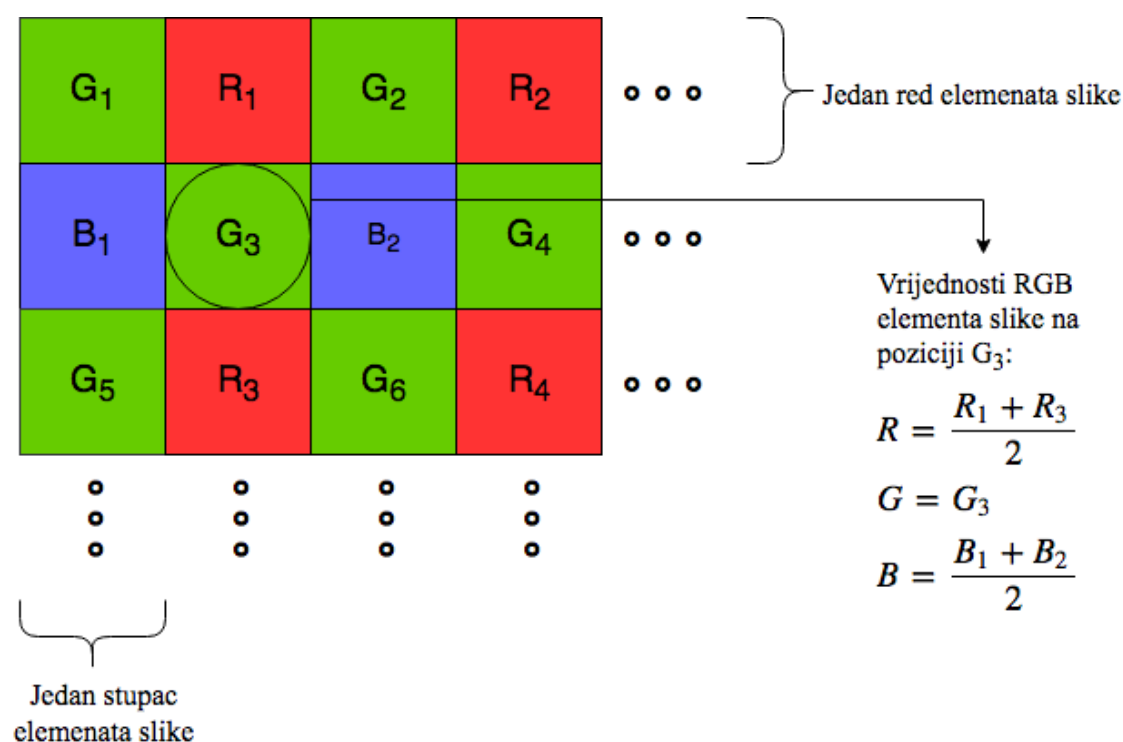 G₁ R₁ G₂ R₂
Jedan red elemenata slike
B₁ G₃ B₂ G₄
G₅ R₃ G₆ R₄
Vrijednosti RGB
elementa slike na
poziciji G₃:
R = (R₁ + R₃) / 2
G = G₃
B = (B₁ + B₂) / 2
Jedan stupac
elemenata slike